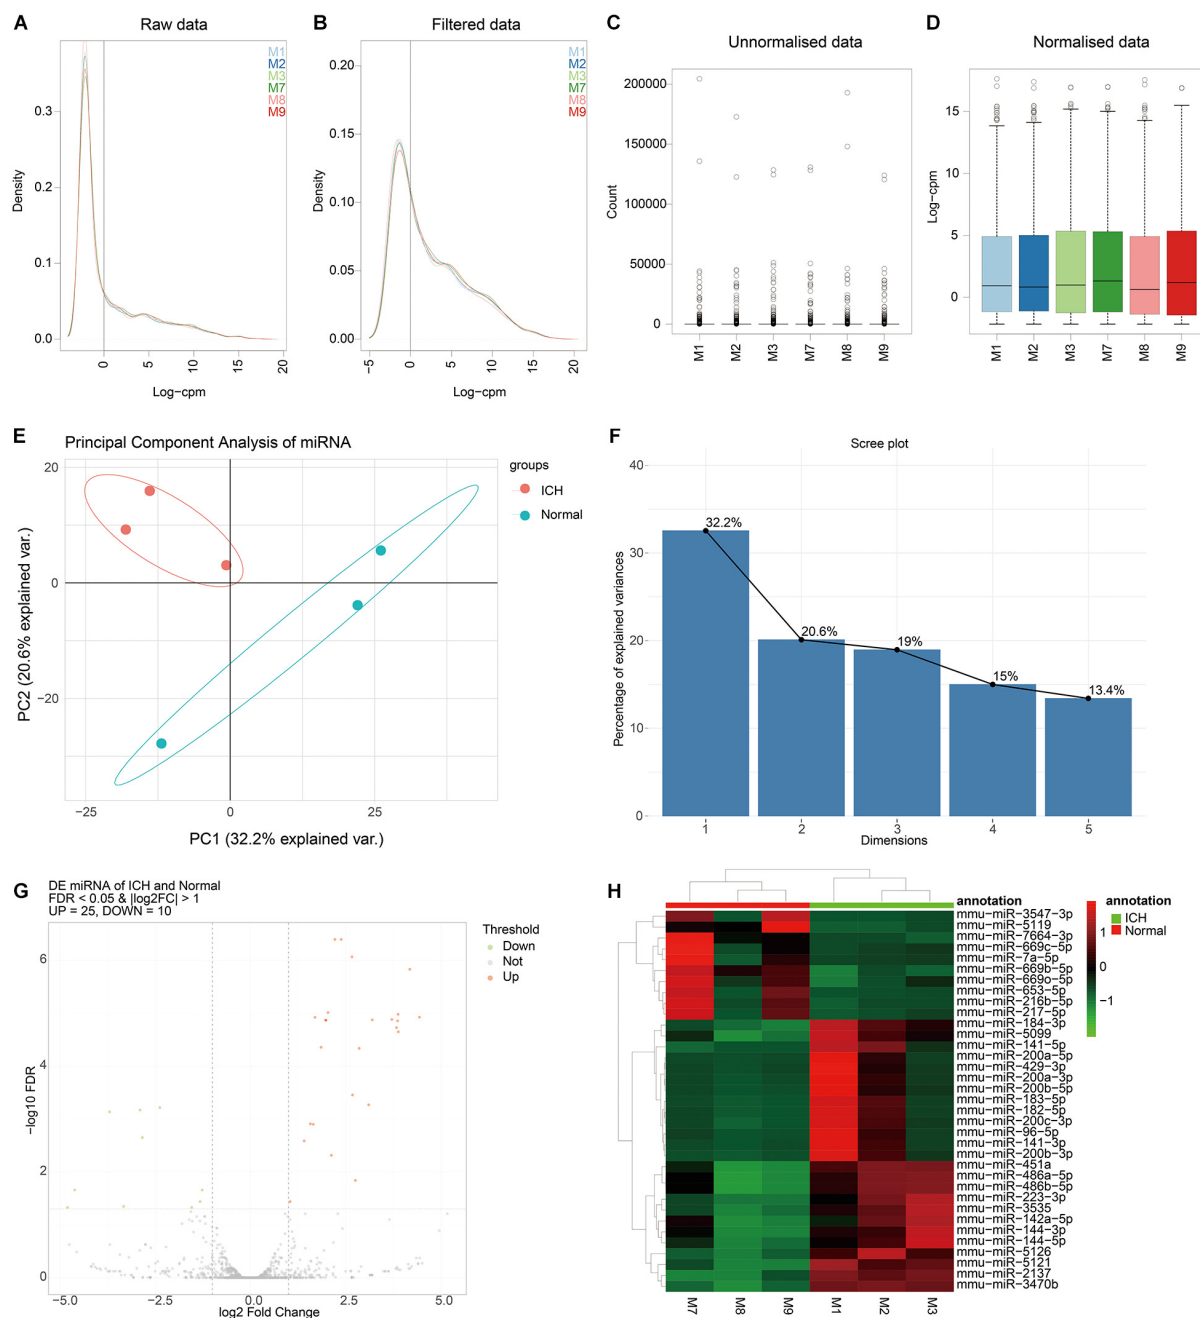 A
Raw data
M1
M2
M3
M7
M8
M9
0.3
0.2
0.1
0.0
Density
0
5
10
15
20
Log-cpm
B
Filtered data
M1
M2
M3
M7
M8
M9
0.20
0.15
0.10
0.05
0.00
Density
−5
0
5
10
15
20
Log-cpm
C
Unnormalised data
200000
150000
100000
50000
0
Count
M1
M2
M3
M7
M8
M9
D
Normalised data
15
10
5
0
Log-cpm
M1
M2
M3
M7
M8
M9
E
Principal Component Analysis of miRNA
20
0
−20
PC2 (20.6% explained var.)
−25
0
25
PC1 (32.2% explained var.)
groups
ICH
Normal
F
Scree plot
40
30
20
10
0
Percentage of explained variances
32.2%
20.6%
19%
15%
13.4%
1
2
3
4
5
Dimensions
G
DE miRNA of ICH and Normal
FDR < 0.05 & |log2FC| > 1
UP = 25, DOWN = 10
6
4
2
0
−log10 FDR
−5.0
−2.5
0.0
2.5
5.0
log2 Fold Change
Threshold
Down
Not
Up
H
annotation
mmu−miR−3547−3p
mmu−miR−5119
mmu−miR−7664−3p
mmu−miR−669c−5p
mmu−miR−7a−5p
mmu−miR−669b−5p
mmu−miR−669o−5p
mmu−miR−653−5p
mmu−miR−216b−5p
mmu−miR−217−5p
mmu−miR−184−3p
mmu−miR−5099
mmu−miR−141−5p
mmu−miR−200a−5p
mmu−miR−429−3p
mmu−miR−200a−3p
mmu−miR−200b−5p
mmu−miR−183−5p
mmu−miR−182−5p
mmu−miR−200c−3p
mmu−miR−96−5p
mmu−miR−141−3p
mmu−miR−200b−3p
mmu−miR−451a
mmu−miR−486a−5p
mmu−miR−486b−5p
mmu−miR−223−3p
mmu−miR−3535
mmu−miR−142a−5p
mmu−miR−144−3p
mmu−miR−144−5p
mmu−miR−5126
mmu−miR−5121
mmu−miR−2137
mmu−miR−3470b
M7
M8
M9
M1
M2
M3
1
0
−1
annotation
ICH
Normal